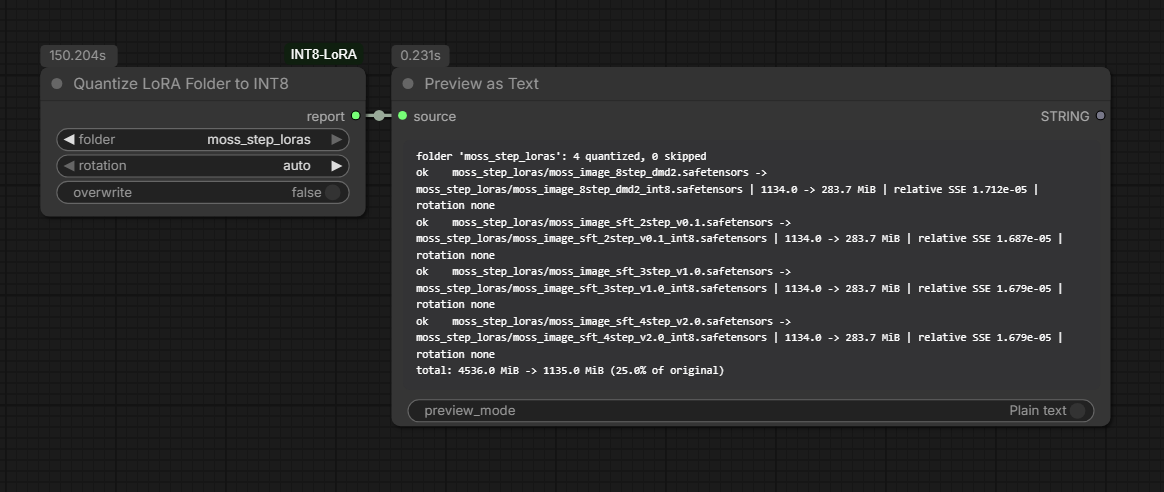 150.204s
INT8-LoRA
Quantize LoRA Folder to INT8
report
folder moss_step_loras
rotation auto
overwrite false
0.231s
Preview as Text
source
STRING
folder 'moss_step_loras': 4 quantized, 0 skipped
ok moss_step_loras/moss_image_8step_dmd2.safetensors ->
moss_step_loras/moss_image_8step_dmd2_int8.safetensors | 1134.0 -> 283.7 MiB | relative SSE 1.712e-05 |
rotation none
ok moss_step_loras/moss_image_sft_2step_v0.1.safetensors ->
moss_step_loras/moss_image_sft_2step_v0.1_int8.safetensors | 1134.0 -> 283.7 MiB | relative SSE 1.687e-05 |
rotation none
ok moss_step_loras/moss_image_sft_3step_v1.0.safetensors ->
moss_step_loras/moss_image_sft_3step_v1.0_int8.safetensors | 1134.0 -> 283.7 MiB | relative SSE 1.679e-05 |
rotation none
ok moss_step_loras/moss_image_sft_4step_v2.0.safetensors ->
moss_step_loras/moss_image_sft_4step_v2.0_int8.safetensors | 1134.0 -> 283.7 MiB | relative SSE 1.679e-05 |
rotation none
total: 4536.0 MiB -> 1135.0 MiB (25.0% of original)
preview_mode Plain text